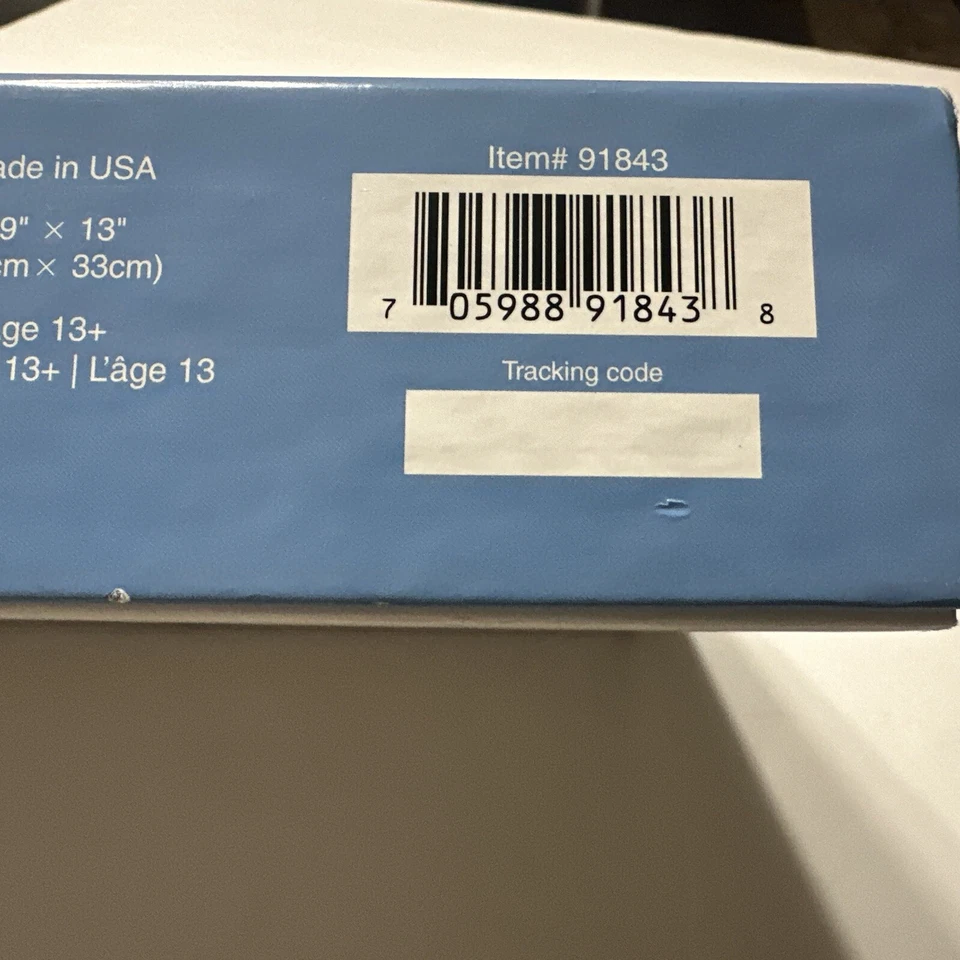 ade in USA
9" × 13"
cm × 33cm)
ge 13+
13+ | L'âge 13
Item# 91843
7 05988 91843 8
Tracking code